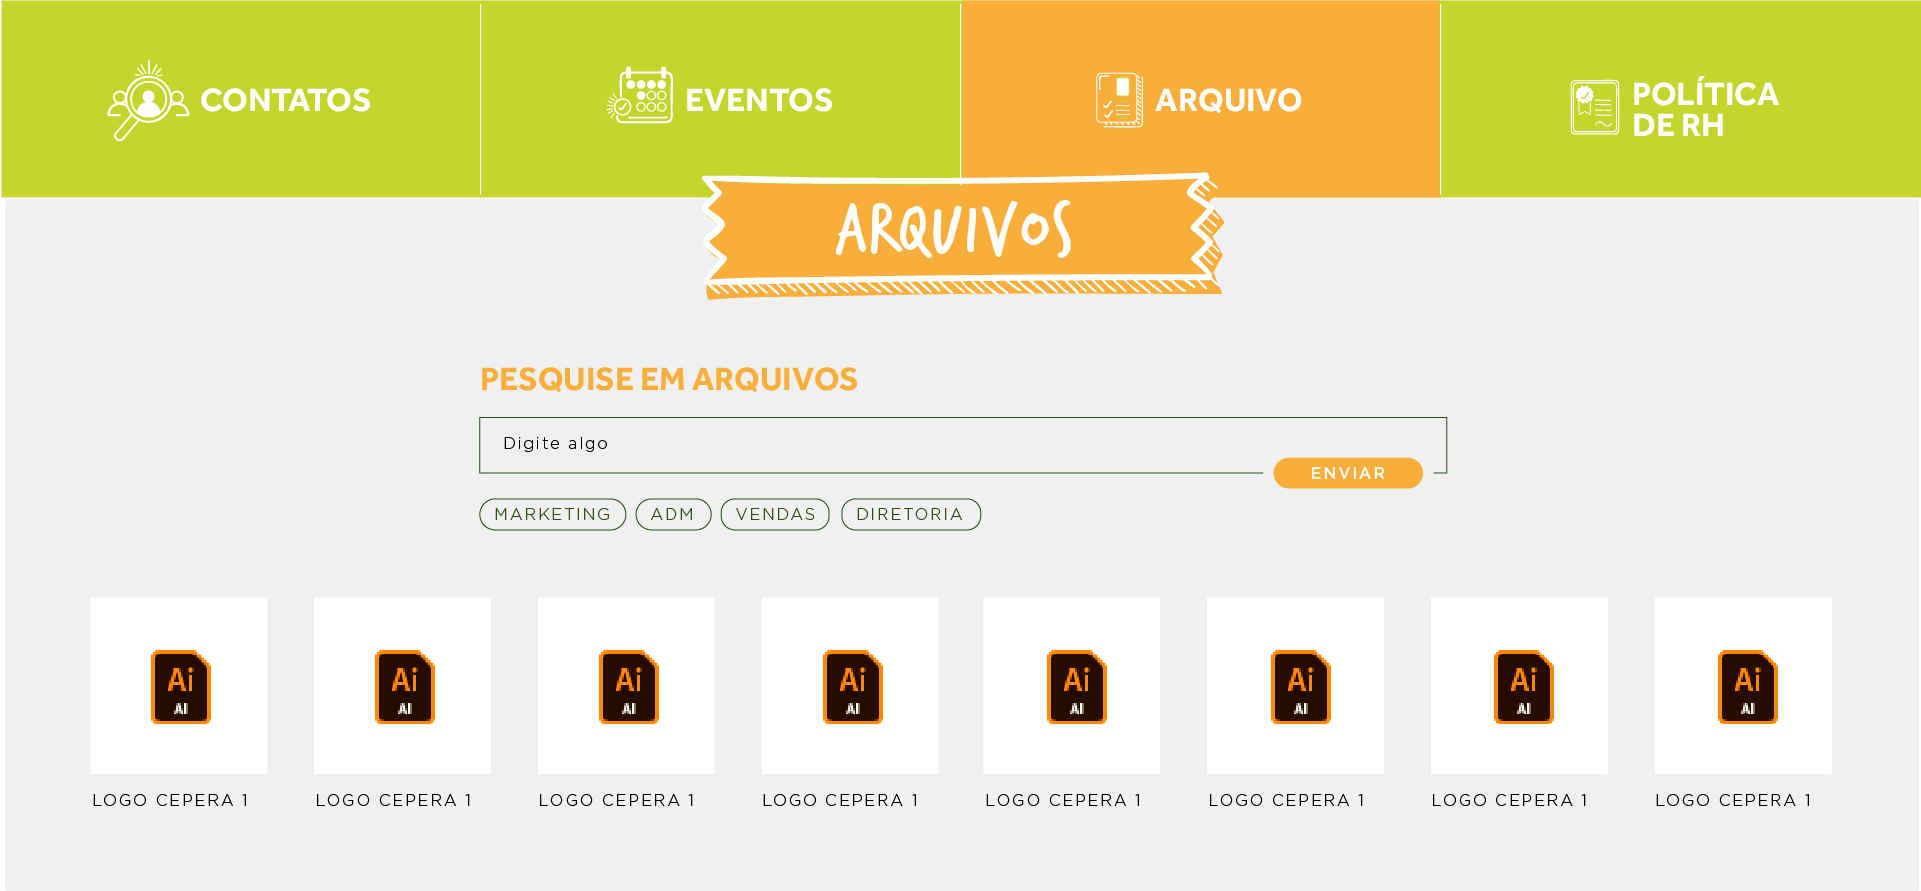 CONTATOS
EVENTOS
ARQUIVO
POLÍTICA
DE RH
ARQUIVOS
PESQUISE EM ARQUIVOS
Digite algo
ENVIAR
MARKETING
ADM
VENDAS
DIRETORIA
Ai
AI
Ai
AI
Ai
AI
Ai
AI
Ai
AI
Ai
AI
Ai
AI
Ai
AI
LOGO CEPERA 1
LOGO CEPERA 1
LOGO CEPERA 1
LOGO CEPERA 1
LOGO CEPERA 1
LOGO CEPERA 1
LOGO CEPERA 1
LOGO CEPERA 1